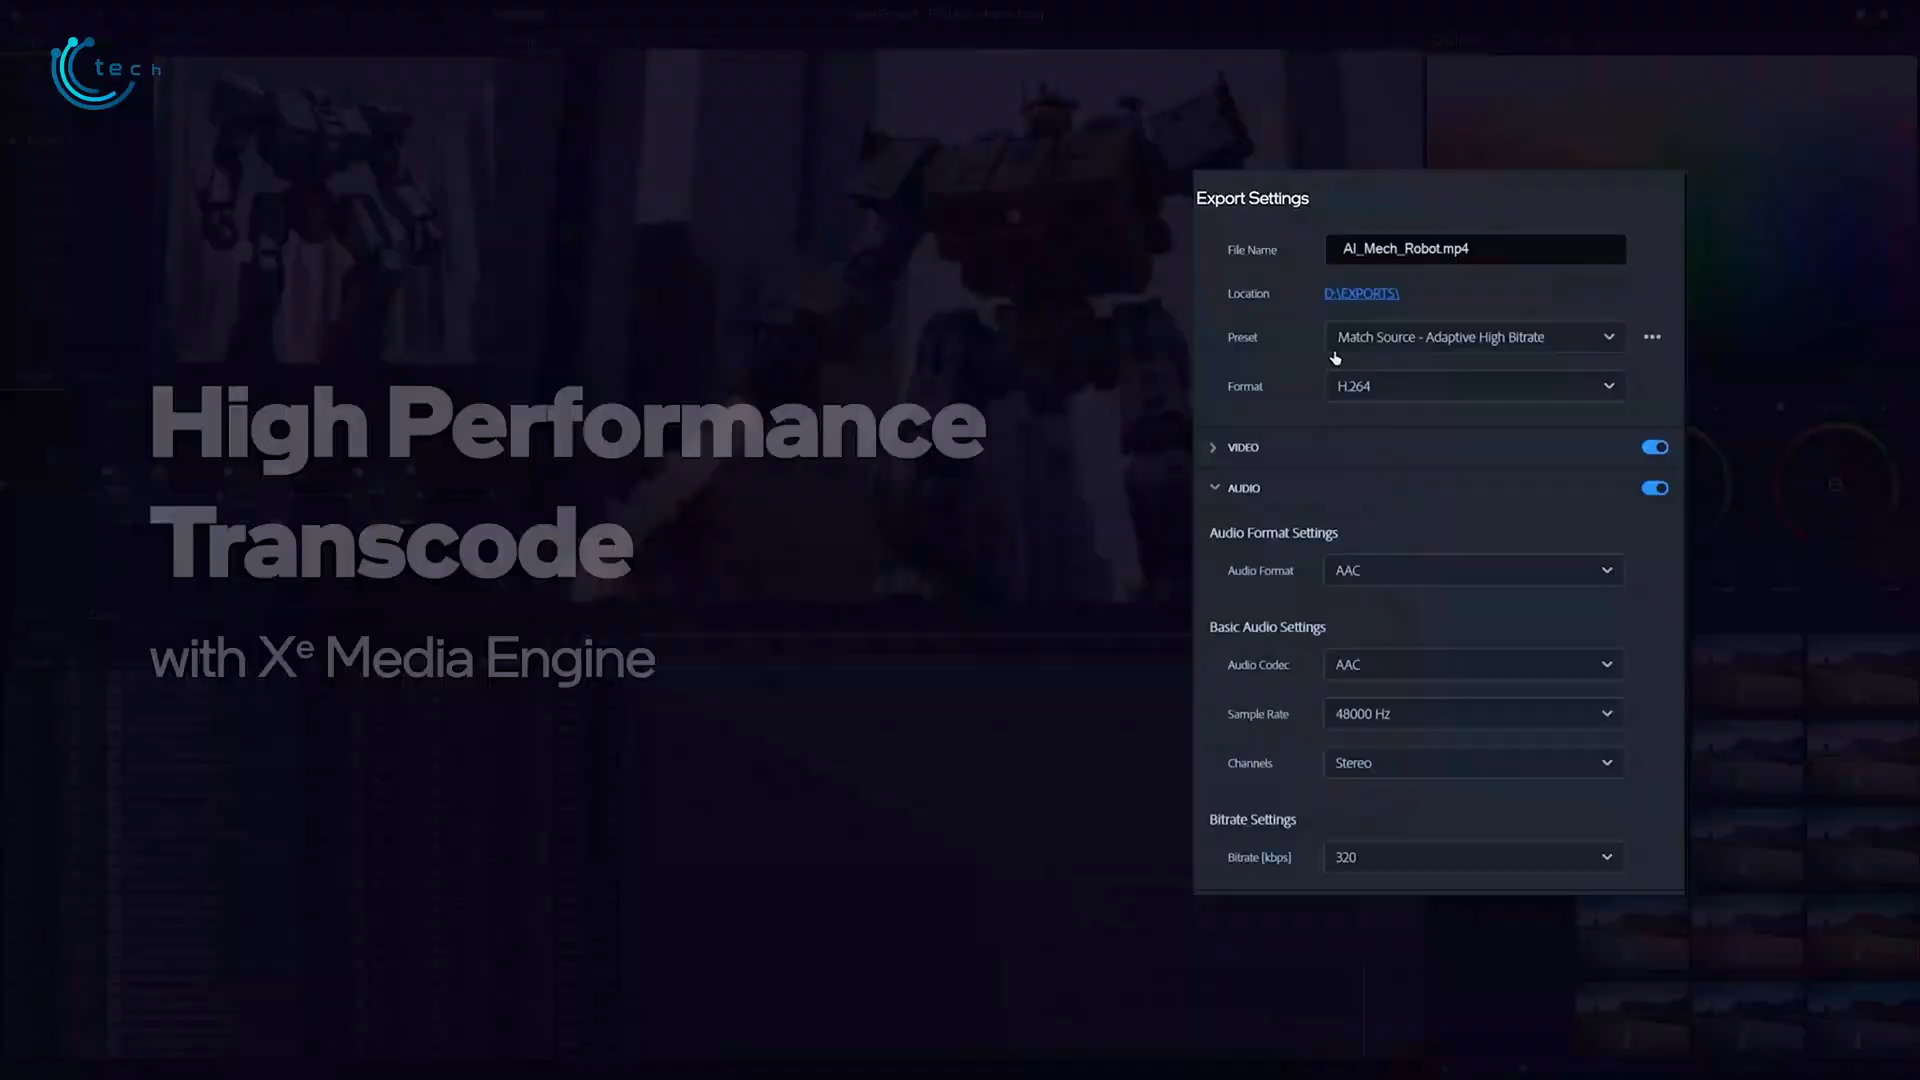 tech
High Performance
Transcode
with Xᵉ Media Engine
Export Settings
File Name AI_Mech_Robot.mp4
Location D:\EXPORTS\
Preset Match Source - Adaptive High Bitrate
Format H.264
VIDEO
AUDIO
Audio Format Settings
Audio Format AAC
Basic Audio Settings
Audio Codec AAC
Sample Rate 48000 Hz
Channels Stereo
Bitrate Settings
Bitrate [kbps] 320